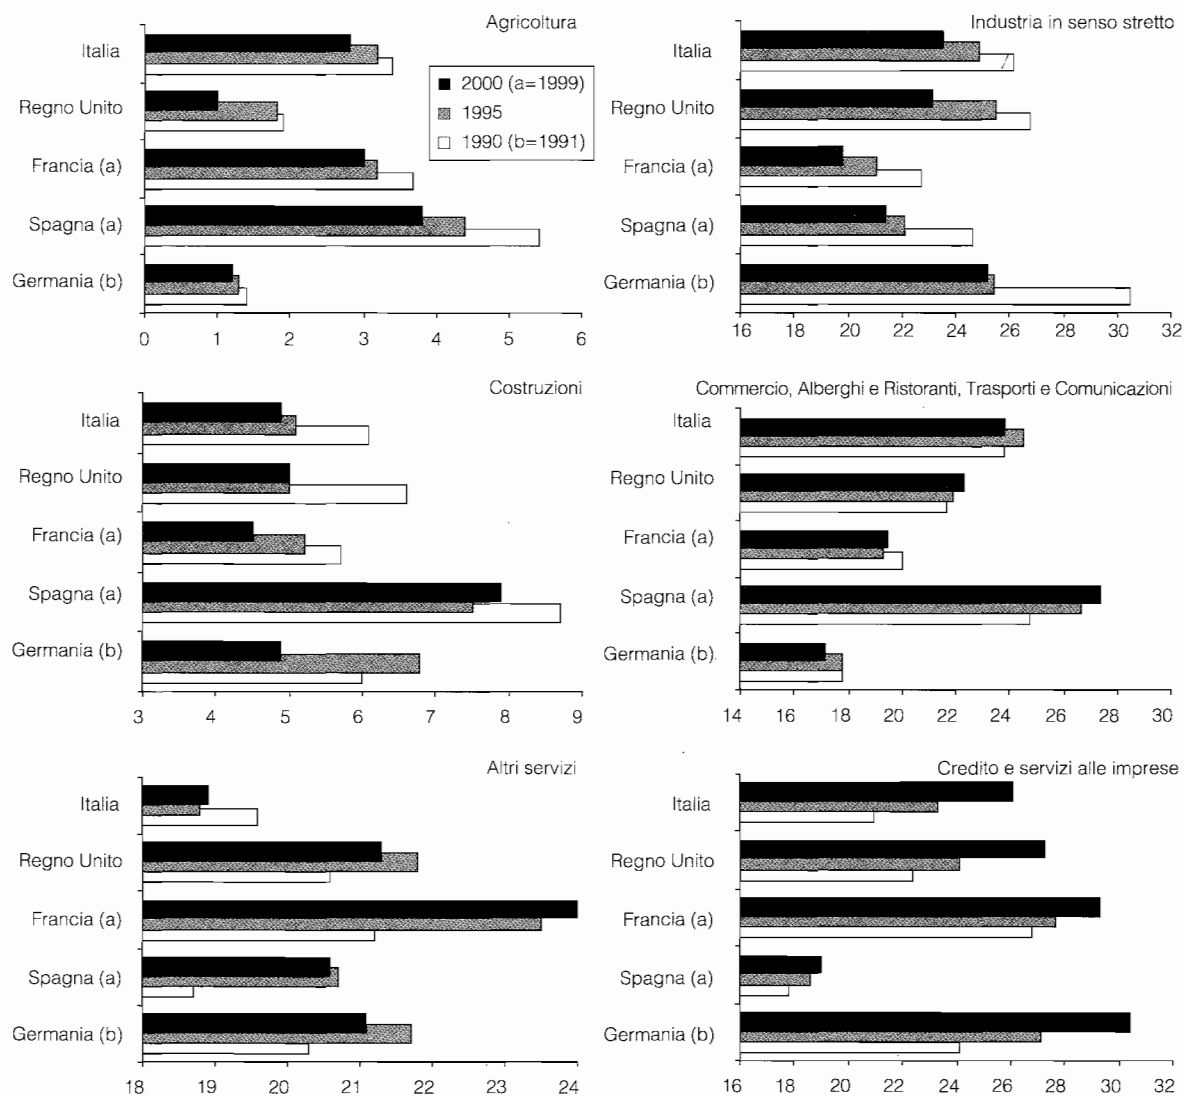 Agricoltura
Italia
Regno Unito
Francia (a)
Spagna (a)
Germania (b)
0 1 2 3 4 5 6
2000 (a=1999)
1995
1990 (b=1991)
Industria in senso stretto
Italia
Regno Unito
Francia (a)
Spagna (a)
Germania (b)
16 18 20 22 24 26 28 30 32
Costruzioni
Italia
Regno Unito
Francia (a)
Spagna (a)
Germania (b)
3 4 5 6 7 8 9
Commercio, Alberghi e Ristoranti, Trasporti e Comunicazioni
Italia
Regno Unito
Francia (a)
Spagna (a)
Germania (b)
14 16 18 20 22 24 26 28 30
Altri servizi
Italia
Regno Unito
Francia (a)
Spagna (a)
Germania (b)
18 19 20 21 22 23 24
Credito e servizi alle imprese
Italia
Regno Unito
Francia (a)
Spagna (a)
Germania (b)
16 18 20 22 24 26 28 30 32